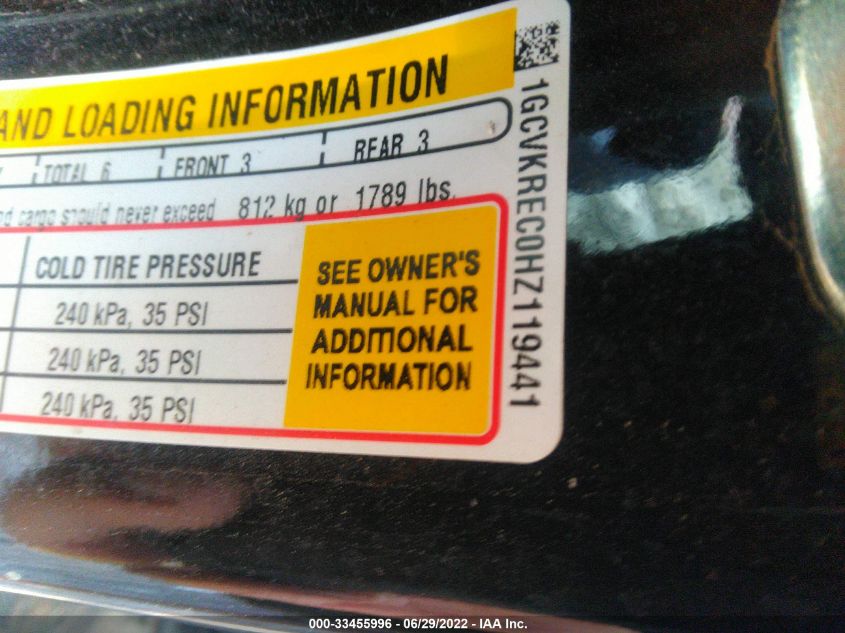 AND LOADING INFORMATION
TOTAL 6 FRONT 3 REAR 3
cargo should never exceed 812 kg or 1789 lbs.
COLD TIRE PRESSURE
240 kPa, 35 PSI
240 kPa, 35 PSI
240 kPa, 35 PSI
SEE OWNER'S
MANUAL FOR
ADDITIONAL
INFORMATION
1GCVKREC0HZ119441
000-33455996 - 06/29/2022 - IAA Inc.